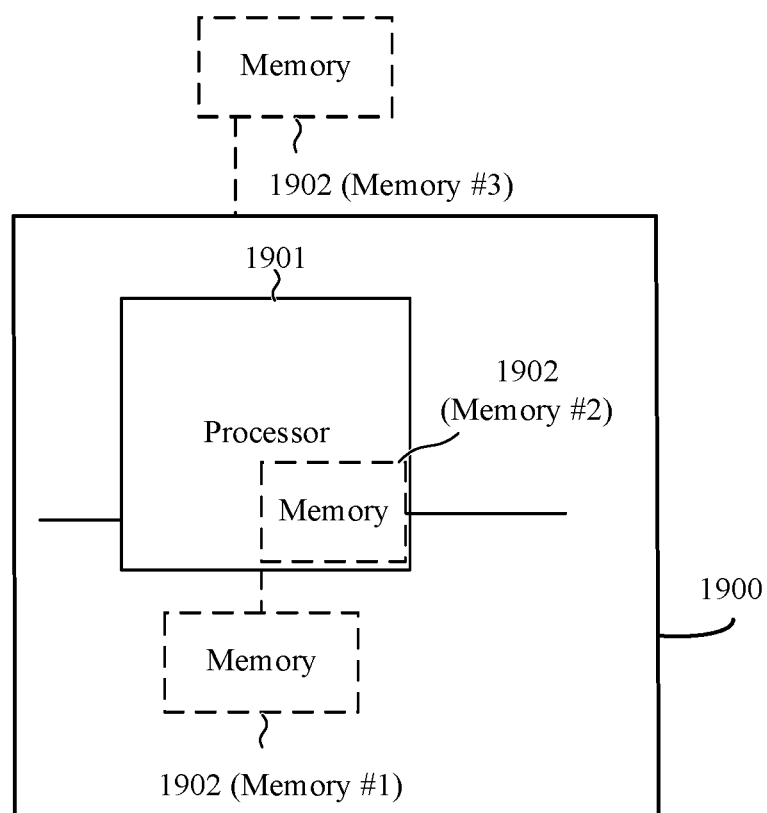 Memory
1902 (Memory #3)
1901
1902
(Memory #2)
Processor
Memory
1900
Memory
1902 (Memory #1)